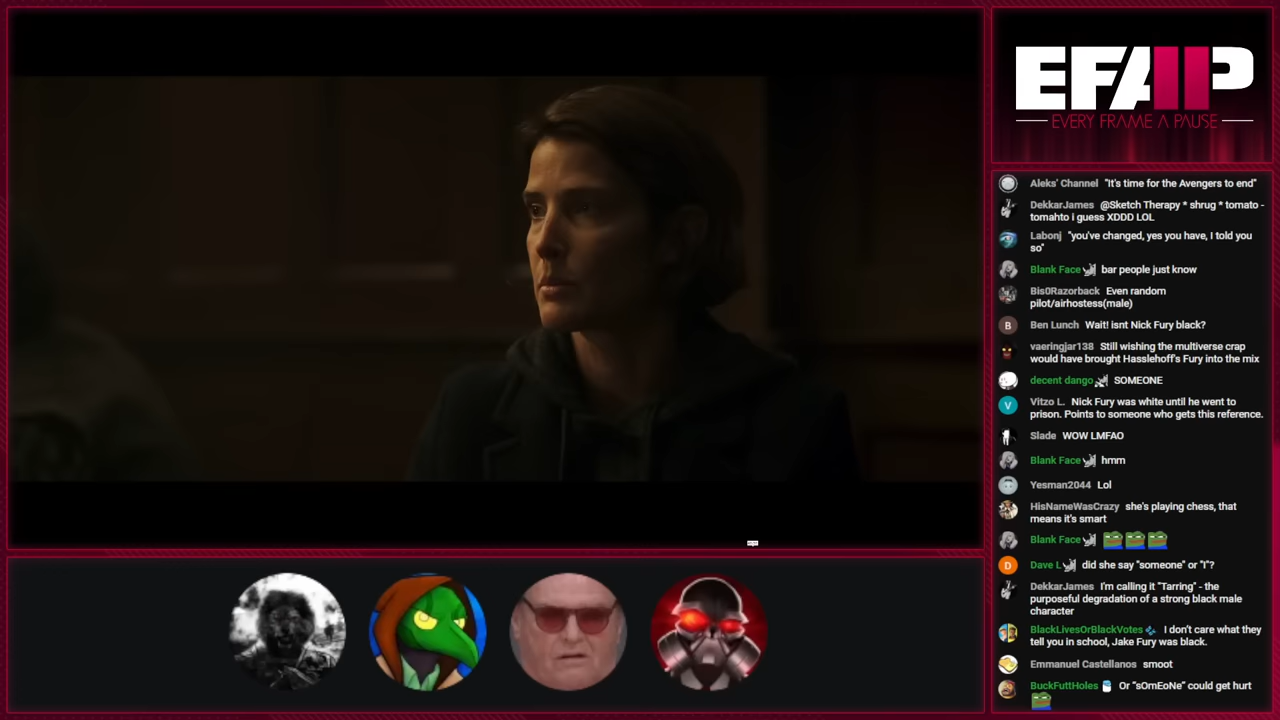 EFAP
EVERY FRAME A PAUSE
Aleks' Channel "It's time for the Avengers to end"
DekkarJames @Sketch Therapy * shrug * tomato -
tomahto i guess XDDD LOL
Labonj "you've changed, yes you have, I told you
so"
Blank Face bar people just know
Bis0Razorback Even random
pilot/airhostess(male)
B Ben Lunch Wait! isnt Nick Fury black?
vaeringjar138 Still wishing the multiverse crap
would have brought Hasslehoff's Fury into the mix
decent dango SOMEONE
V Vitzo L. Nick Fury was white until he went to
prison. Points to someone who gets this reference.
Slade WOW LMFAO
Blank Face hmm
Yesman2044 Lol
HisNameWasCrazy she's playing chess, that
means it's smart
Blank Face
D Dave L did she say "someone" or "I"?
DekkarJames I'm calling it "Tarring" - the
purposeful degradation of a strong black male
character
BlackLivesOrBlackVotes I don't care what they
tell you in school, Jake Fury was black.
Emmanuel Castellanos smoot
BuckFuttHoles Or "sOmEoNe" could get hurt